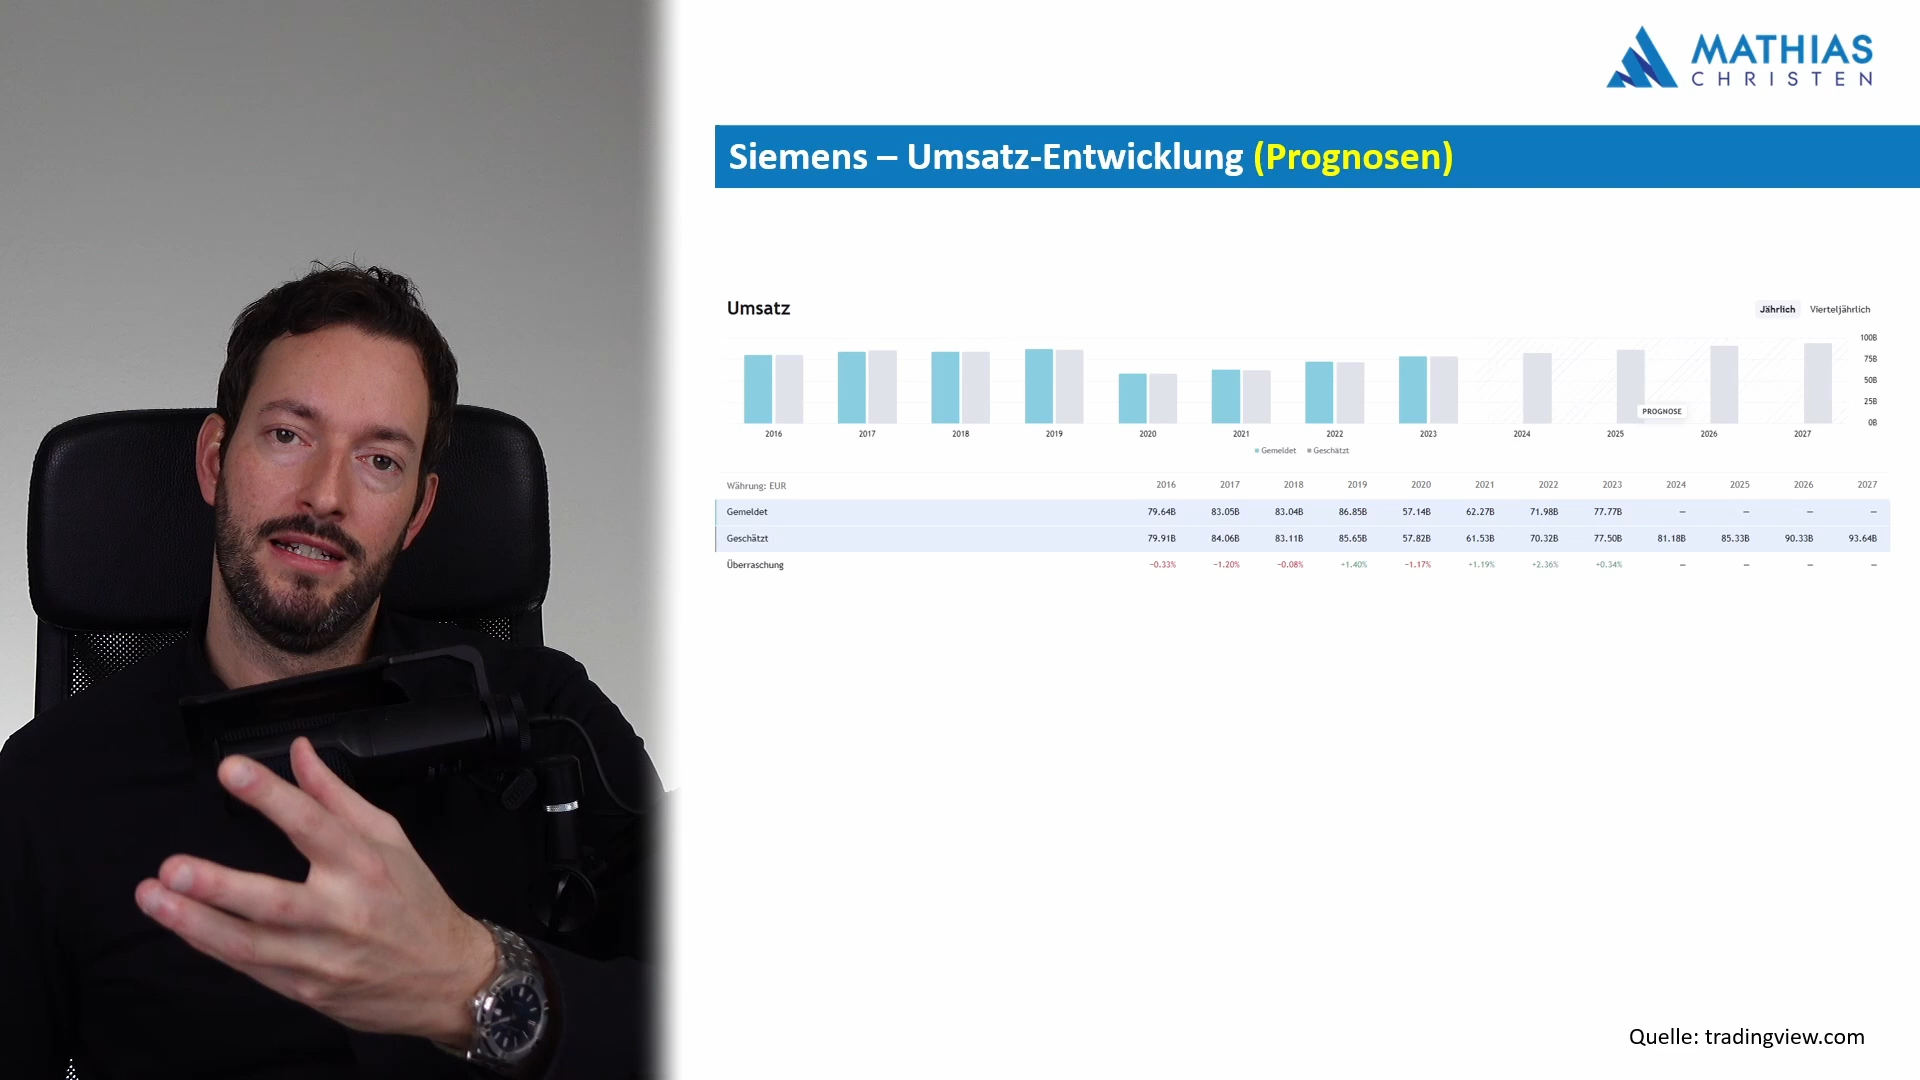 MATHIAS
CHRISTEN
Siemens – Umsatz-Entwicklung (Prognosen)
Umsatz
Jährlich Vierteljährlich
100B
75B
50B
25B
0B
PROGNOSE
2016 2017 2018 2019 2020 2021 2022 2023 2024 2025 2026 2027
Gemeldet Geschätzt
Währung: EUR 2016 2017 2018 2019 2020 2021 2022 2023 2024 2025 2026 2027
Gemeldet 79.64B 83.05B 83.04B 86.85B 57.14B 62.27B 71.98B 77.77B — — — —
Geschätzt 79.91B 84.06B 83.11B 85.65B 57.82B 61.53B 70.32B 77.50B 81.18B 85.33B 90.33B 93.64B
Überraschung −0.33% −1.20% −0.08% +1.40% −1.17% +1.19% +2.36% +0.34% — — — —
Quelle: tradingview.com